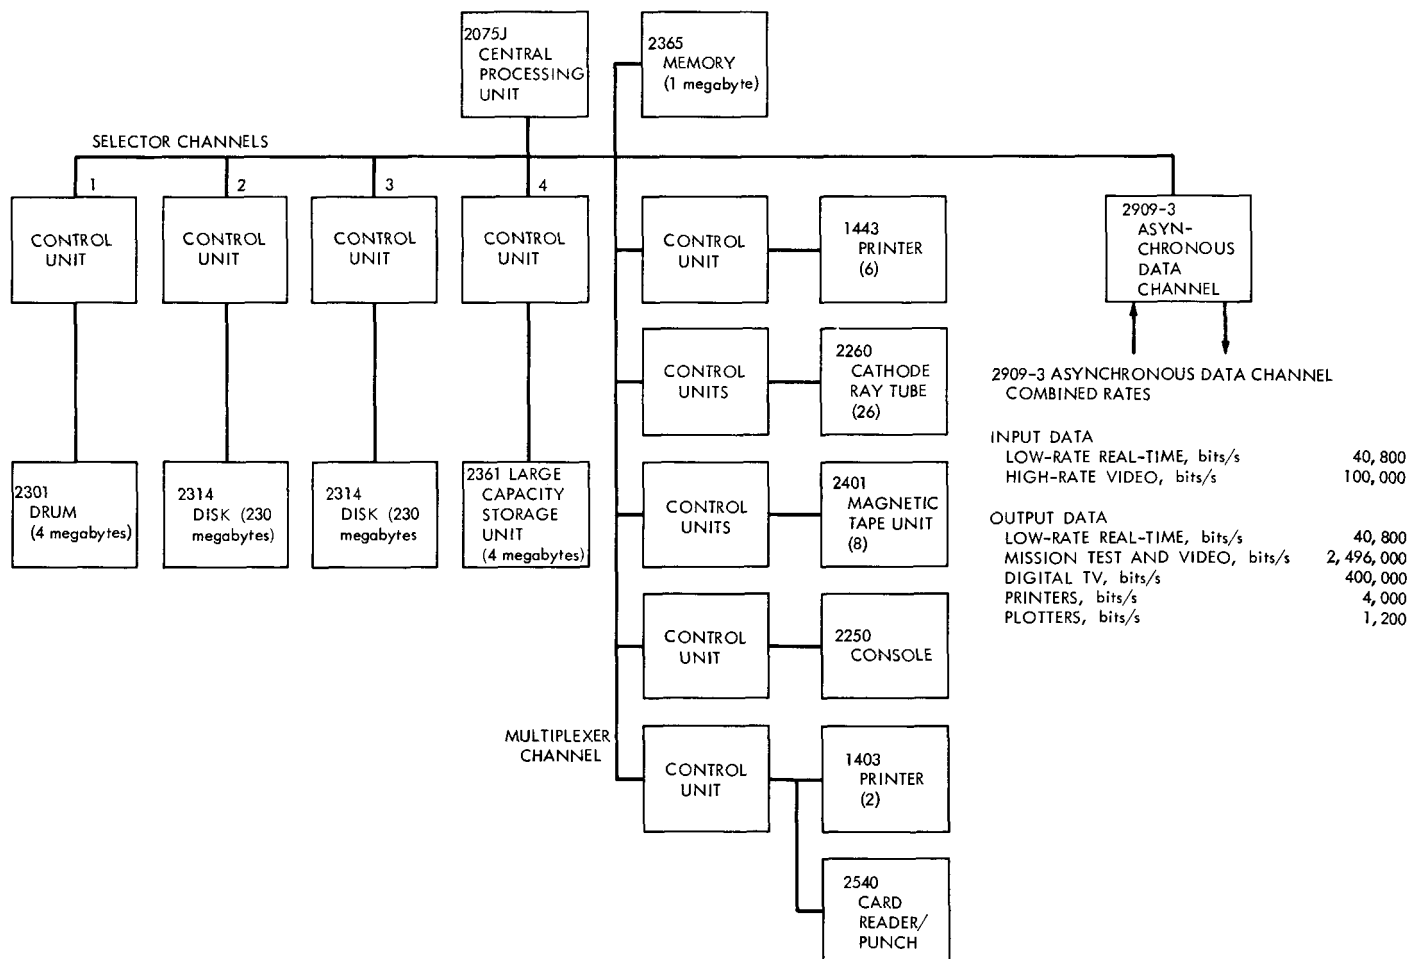 2075J
CENTRAL
PROCESSING
UNIT
2365
MEMORY
(1 megabyte)
SELECTOR CHANNELS
1
2
3
4
CONTROL
UNIT
CONTROL
UNIT
CONTROL
UNIT
CONTROL
UNIT
2301
DRUM
(4 megabytes)
2314
DISK (230
megabytes)
2314
DISK (230
megabytes
2361 LARGE
CAPACITY
STORAGE
UNIT
(4 megabytes)
CONTROL
UNIT
1443
PRINTER
(6)
CONTROL
UNITS
2260
CATHODE
RAY TUBE
(26)
CONTROL
UNITS
2401
MAGNETIC
TAPE UNIT
(8)
CONTROL
UNIT
2250
CONSOLE
MULTIPLEXER
CHANNEL
CONTROL
UNIT
1403
PRINTER
(2)
2540
CARD
READER/
PUNCH
2909-3
ASYN-
CHRONOUS
DATA
CHANNEL
2909-3 ASYNCHRONOUS DATA CHANNEL
COMBINED RATES
INPUT DATA
LOW-RATE REAL-TIME, bits/s 40,800
HIGH-RATE VIDEO, bits/s 100,000
OUTPUT DATA
LOW-RATE REAL-TIME, bits/s 40,800
MISSION TEST AND VIDEO, bits/s 2,496,000
DIGITAL TV, bits/s 400,000
PRINTERS, bits/s 4,000
PLOTTERS, bits/s 1,200